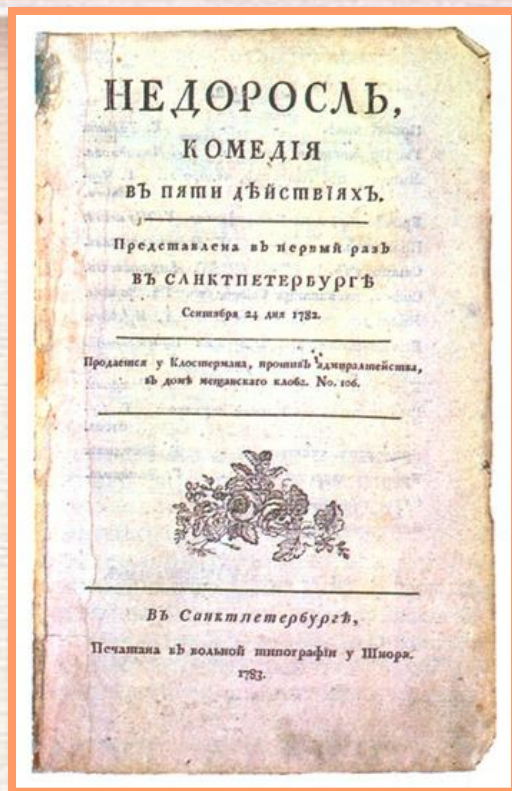 НЕДОРОСЛЬ,
КОМЕДІЯ
ВЪ ПЯТИ ДѢЙСТВІЯХЪ.
Представлена въ первый разъ
ВЪ САНКТПЕТЕРБУРГѢ
Сентября 24 дня 1782.
Продается у Клостермана, противъ адмиралтейства,
въ домѣ мещанскаго клоба. No. 106.
Въ Санктпетербургѣ,
Печатана въ вольной типографіи у Шнора.
1783.